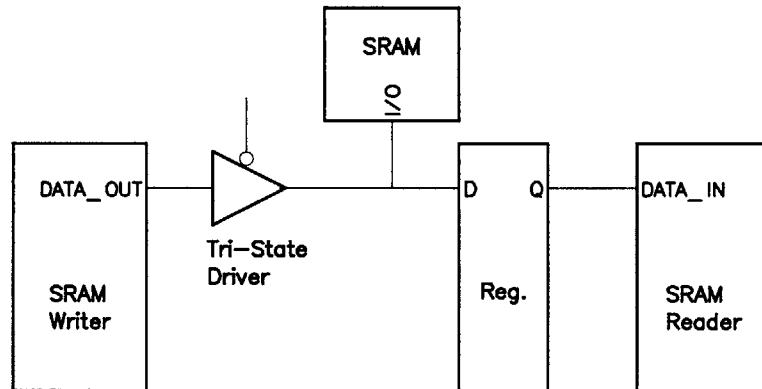 SRAM
I/O
DATA_OUT
Tri-State
Driver
SRAM
Writer
D
Q
Reg.
DATA_IN
SRAM
Reader